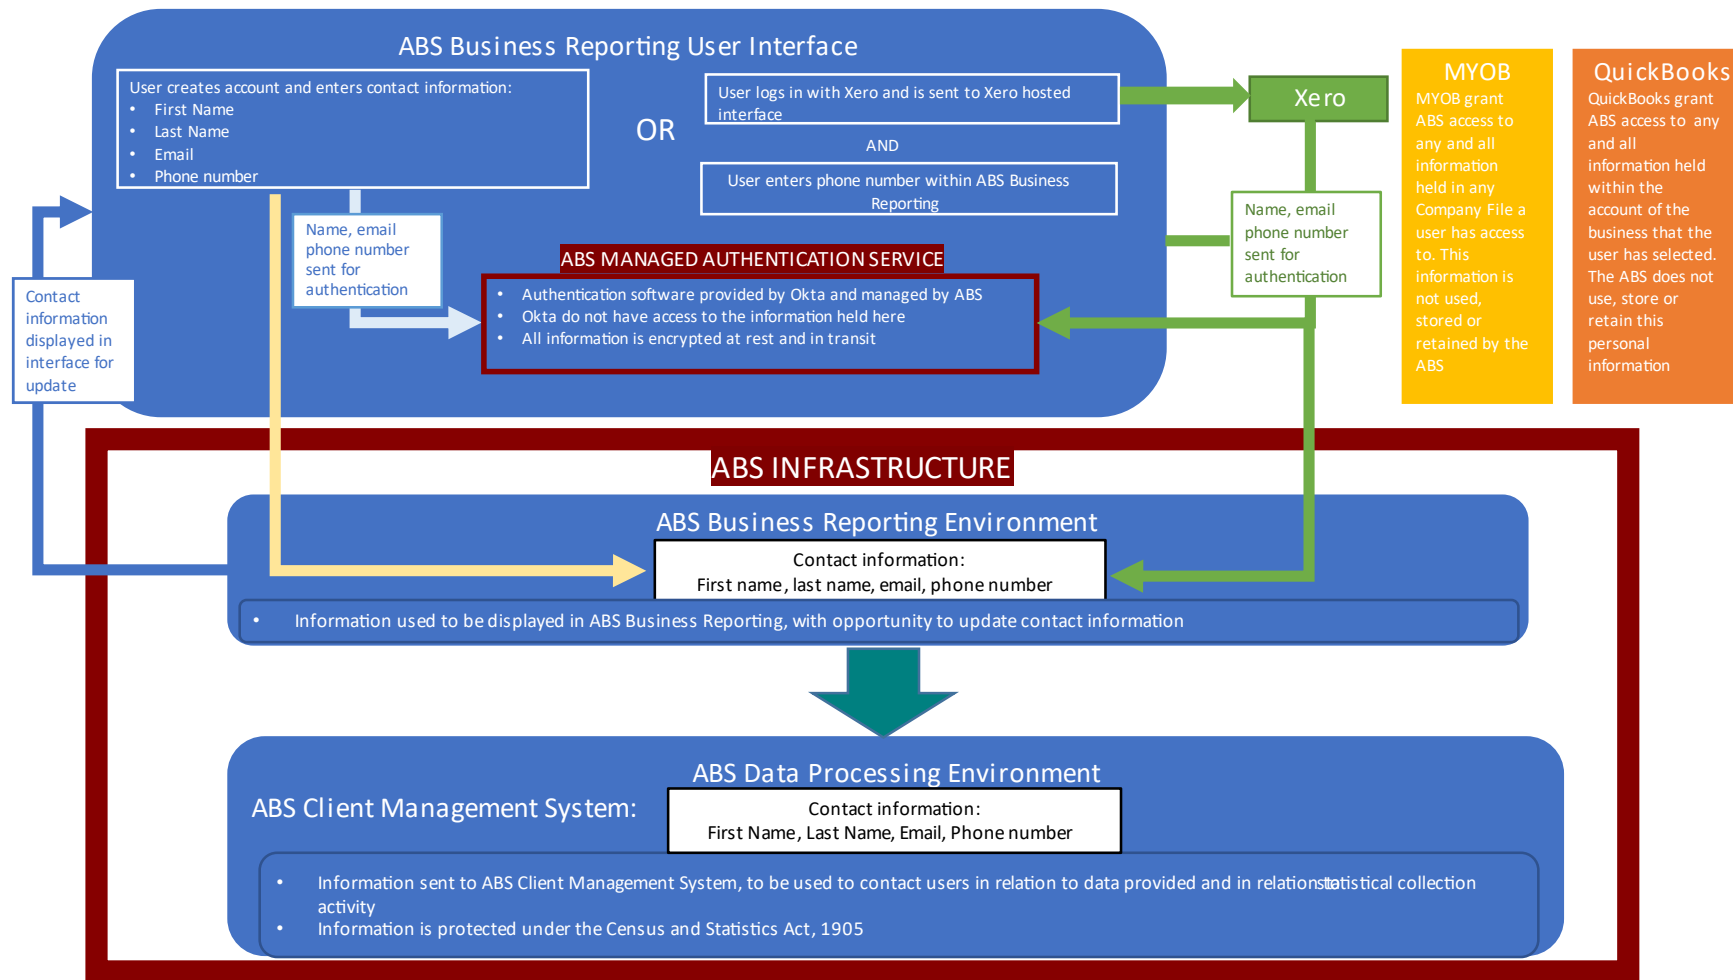 ABS Business Reporting User Interface
User creates account and enters contact information:
• First Name
• Last Name
• Email
• Phone number
OR
User logs in with Xero and is sent to Xero hosted
interface
AND
User enters phone number within ABS Business
Reporting
Xero
MYOB
MYOB grant
ABS access to
any and all
information
held in any
Company File a
user has access
to. This
information is
not used,
stored or
retained by the
ABS
QuickBooks
QuickBooks grant
ABS access to any
and all
information held
within the
account of the
business that the
user has selected.
The ABS does not
use, store or
retain this
personal
information
Name, email
phone number
sent for
authentication
Name, email
phone number
sent for
authentication
ABS MANAGED AUTHENTICATION SERVICE
• Authentication software provided by Okta and managed by ABS
• Okta do not have access to the information held here
• All information is encrypted at rest and in transit
Contact
information
displayed in
interface for
update
ABS INFRASTRUCTURE
ABS Business Reporting Environment
Contact information:
First name, last name, email, phone number
• Information used to be displayed in ABS Business Reporting, with opportunity to update contact information
ABS Data Processing Environment
ABS Client Management System:
Contact information:
First Name, Last Name, Email, Phone number
• Information sent to ABS Client Management System, to be used to contact users in relation to data provided and in relation to statistical collection
activity
• Information is protected under the Census and Statistics Act, 1905